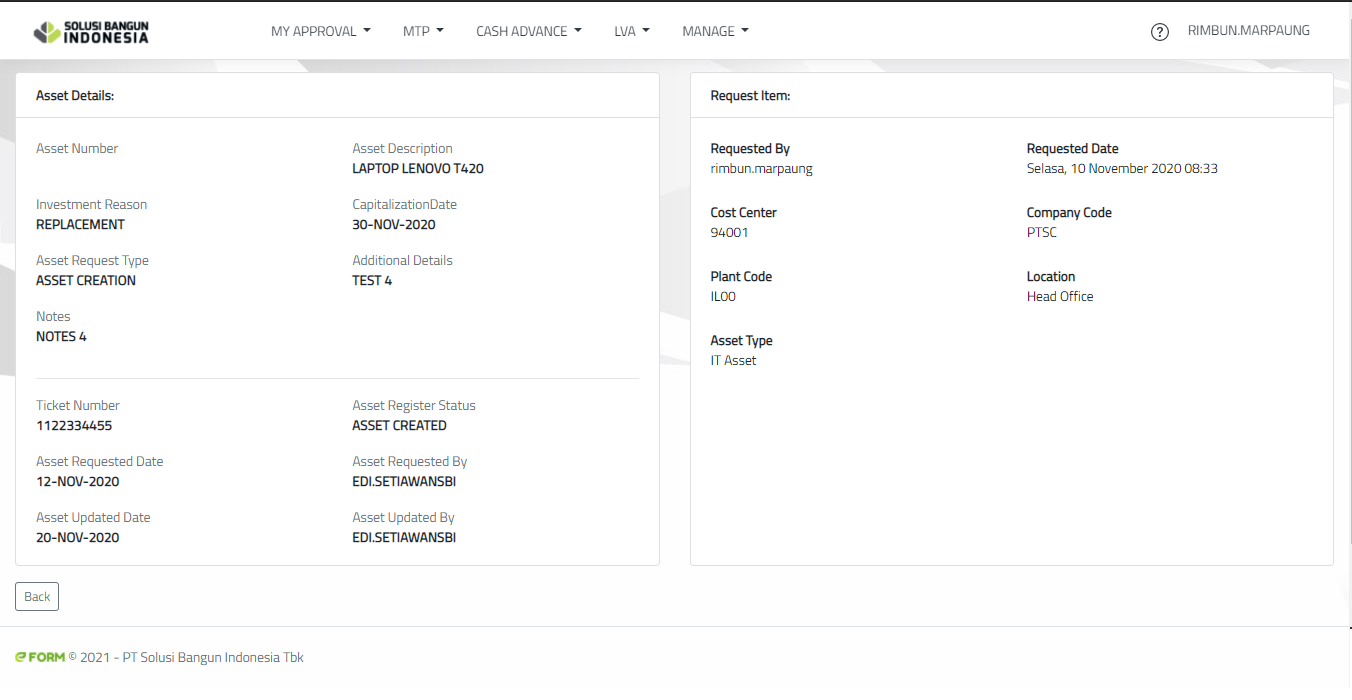 SOLUSI BANGUN
INDONESIA
MY APPROVAL MTP CASH ADVANCE LVA MANAGE ? RIMBUN.MARPAUNG
Asset Details:
Asset Number Asset Description
LAPTOP LENOVO T420
Investment Reason CapitalizationDate
REPLACEMENT 30-NOV-2020
Asset Request Type Additional Details
ASSET CREATION TEST 4
Notes
NOTES 4
Ticket Number Asset Register Status
1122334455 ASSET CREATED
Asset Requested Date Asset Requested By
12-NOV-2020 EDI.SETIAWANSBI
Asset Updated Date Asset Updated By
20-NOV-2020 EDI.SETIAWANSBI
Request Item:
Requested By Requested Date
rimbun.marpaung Selasa, 10 November 2020 08:33
Cost Center Company Code
94001 PTSC
Plant Code Location
IL00 Head Office
Asset Type
IT Asset
Back
e FORM © 2021 - PT Solusi Bangun Indonesia Tbk